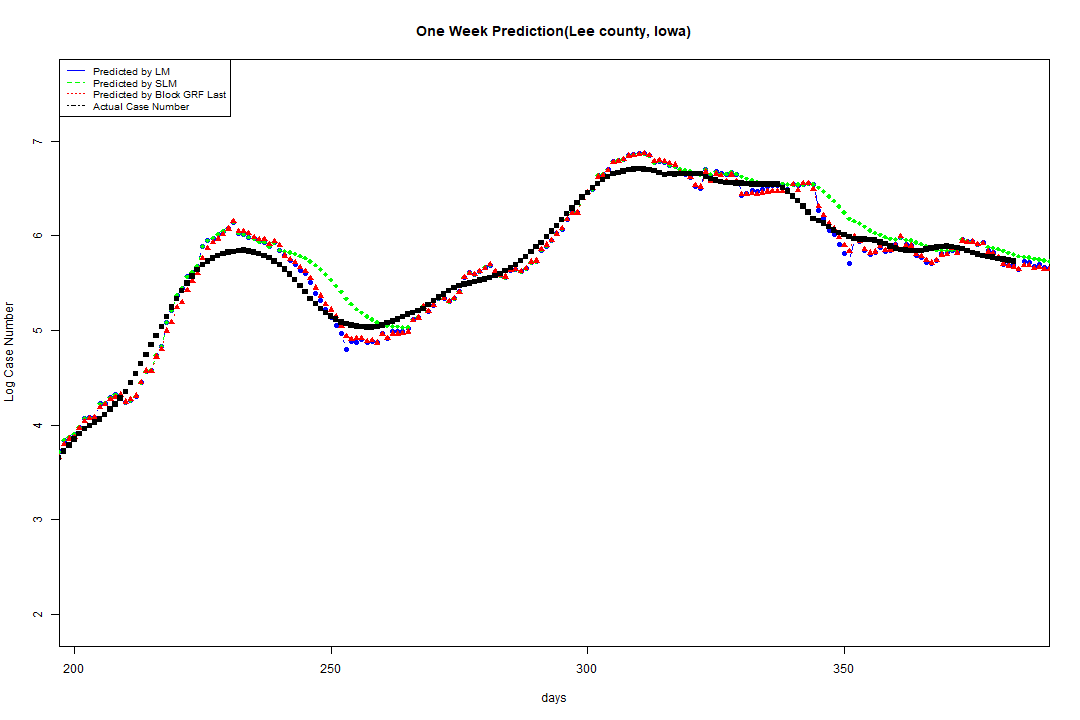 One Week Prediction(Lee county, Iowa)
Predicted by LM
Predicted by SLM
Predicted by Block GRF Last
Actual Case Number
7
6
5
4
3
2
Log Case Number
200
250
300
350
days